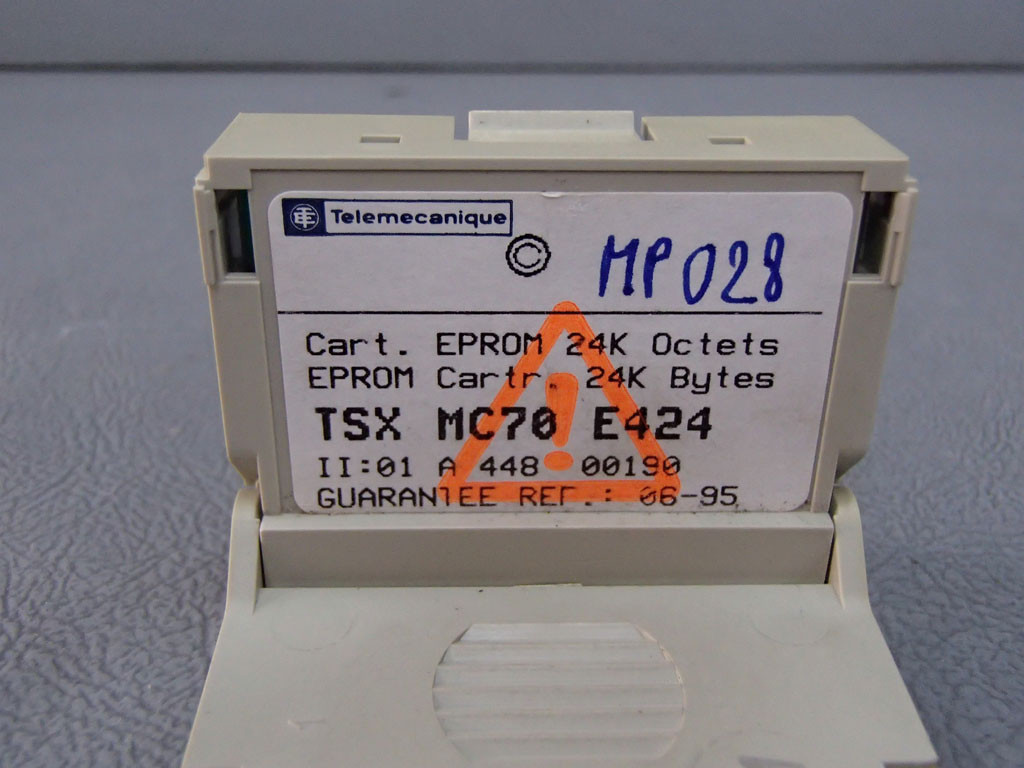 TE Telemecanique
C
MP028
Cart. EPROM 24K Octets
EPROM Cartr. 24K Bytes
TSX MC70 E424
II:01 A 448 00190
GUARANTEE REF.: 06-95